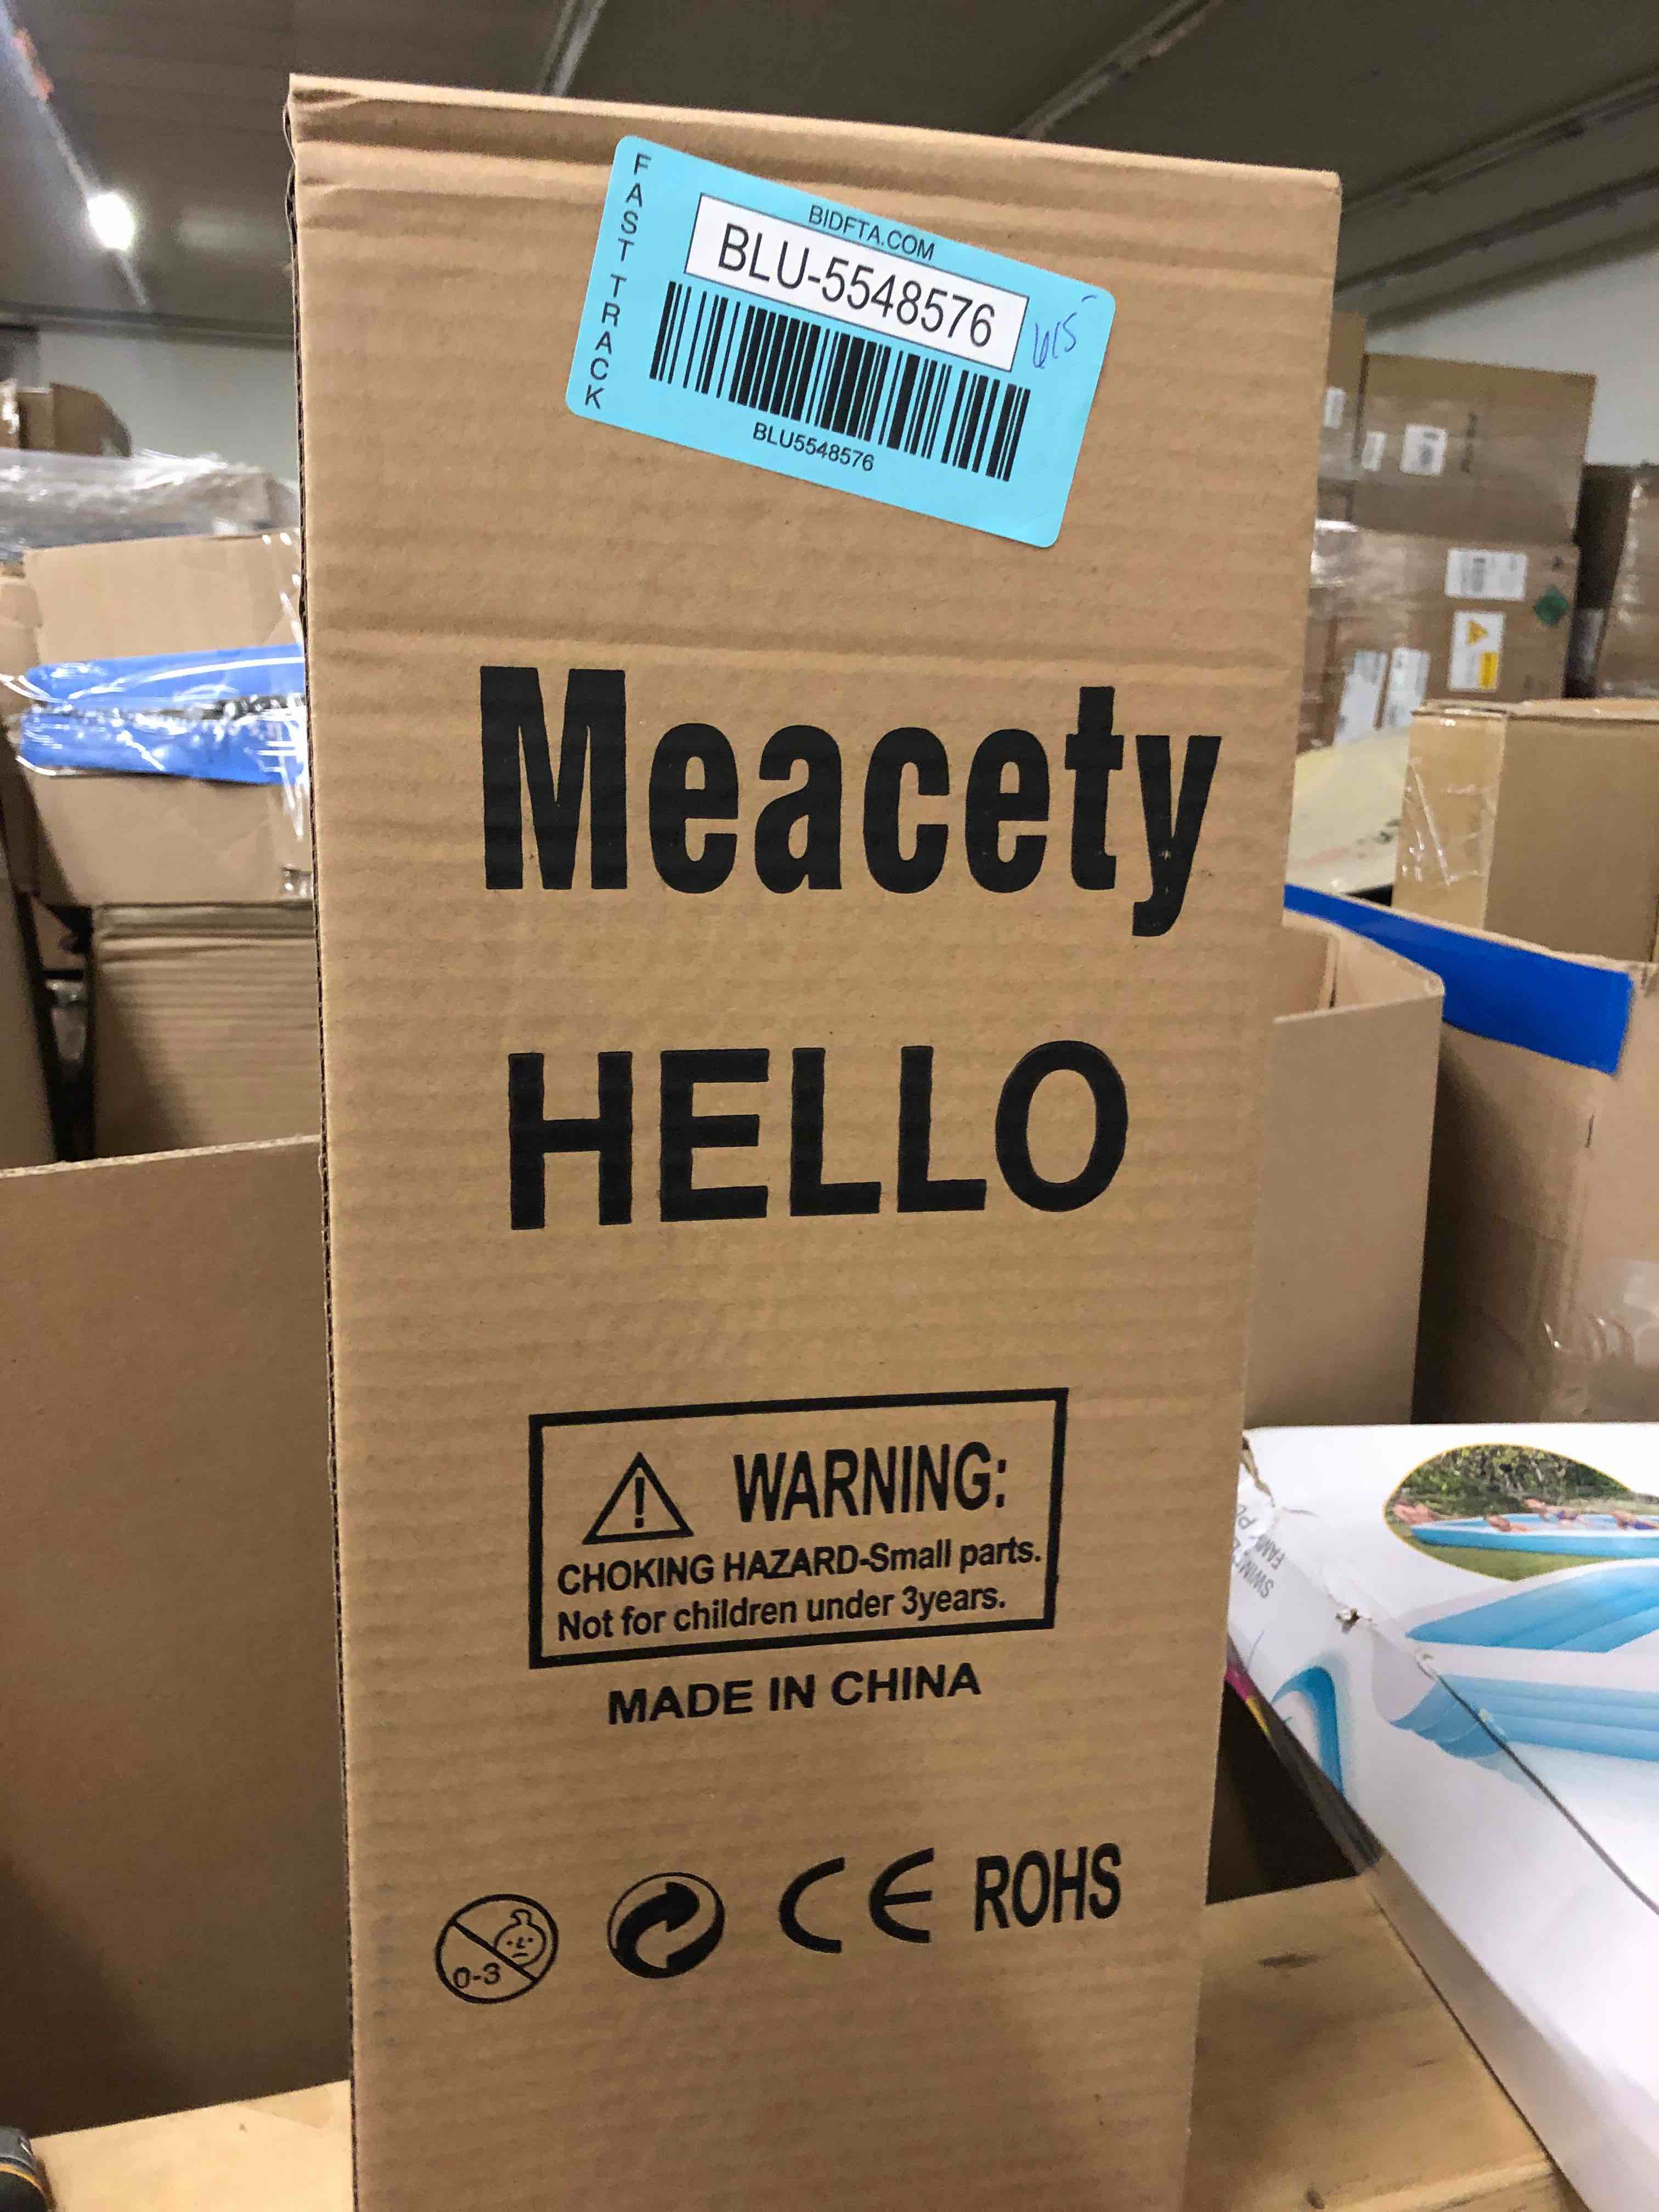 FAST TRACK
BIDFTA.COM
BLU-5548576
BLU5548576
Meacety
HELLO
WARNING:
CHOKING HAZARD-Small parts.
Not for children under 3years.
MADE IN CHINA
0-3
CE ROHS